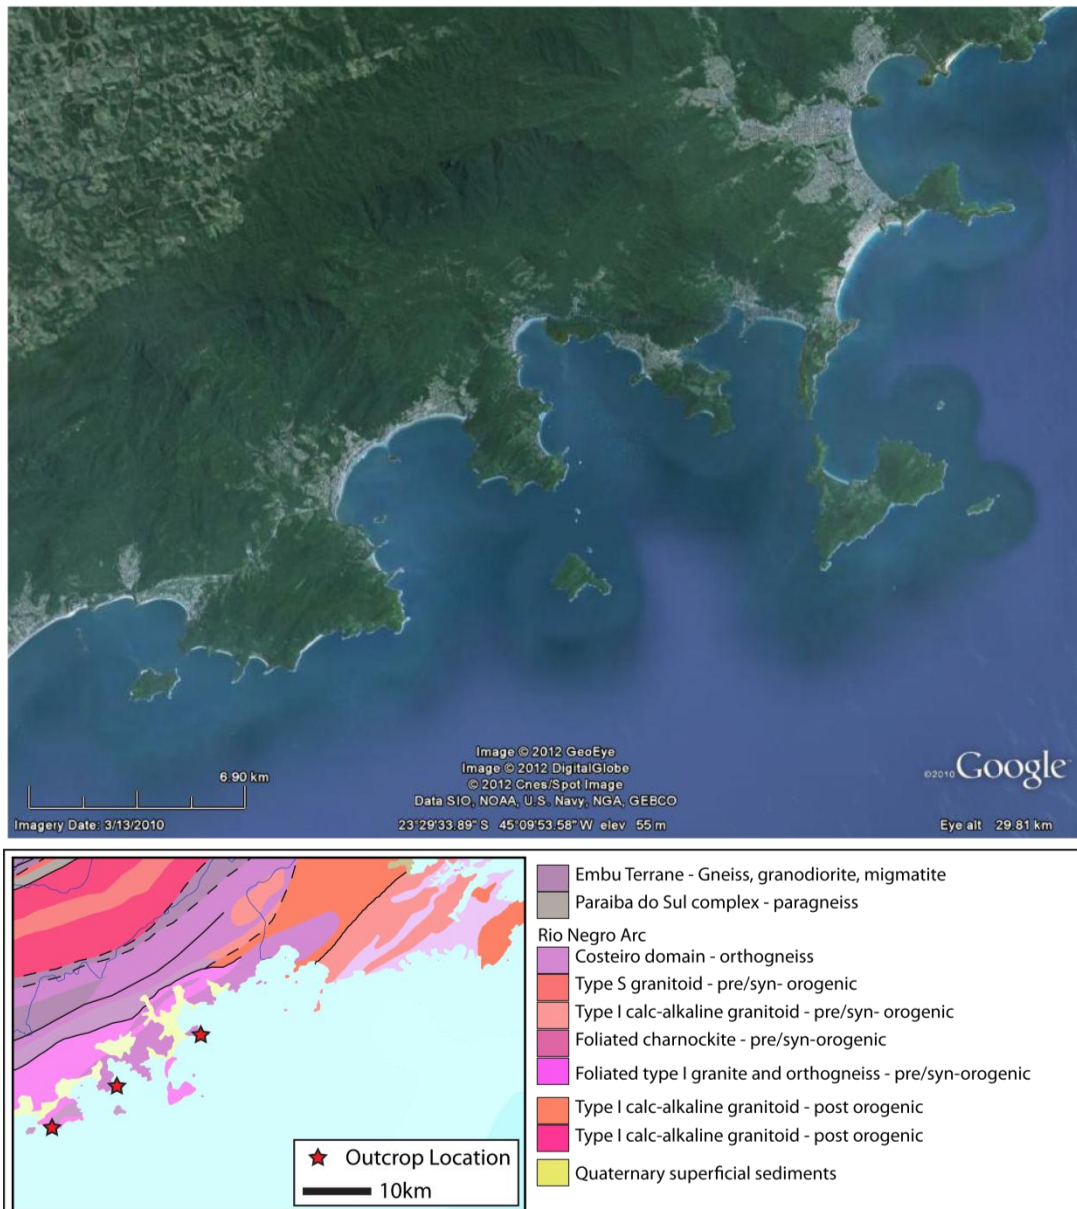 6.90 km
Image © 2012 GeoEye
Image © 2012 DigitalGlobe
© 2012 Cnes/Spot Image
Data SIO, NOAA, U.S. Navy, NGA, GEBCO
©2010 Google
Imagery Date: 3/13/2010
23°29'33.89" S 45°09'53.58" W elev 55 m
Eye alt 29.81 km
Embu Terrane - Gneiss, granodiorite, migmatite
Paraiba do Sul complex - paragneiss
Rio Negro Arc
Costeiro domain - orthogneiss
Type S granitoid - pre/syn- orogenic
Type I calc-alkaline granitoid - pre/syn- orogenic
Foliated charnockite - pre/syn-orogenic
Foliated type I granite and orthogneiss - pre/syn-orogenic
Type I calc-alkaline granitoid - post orogenic
Type I calc-alkaline granitoid - post orogenic
Quaternary superficial sediments
Outcrop Location
10km